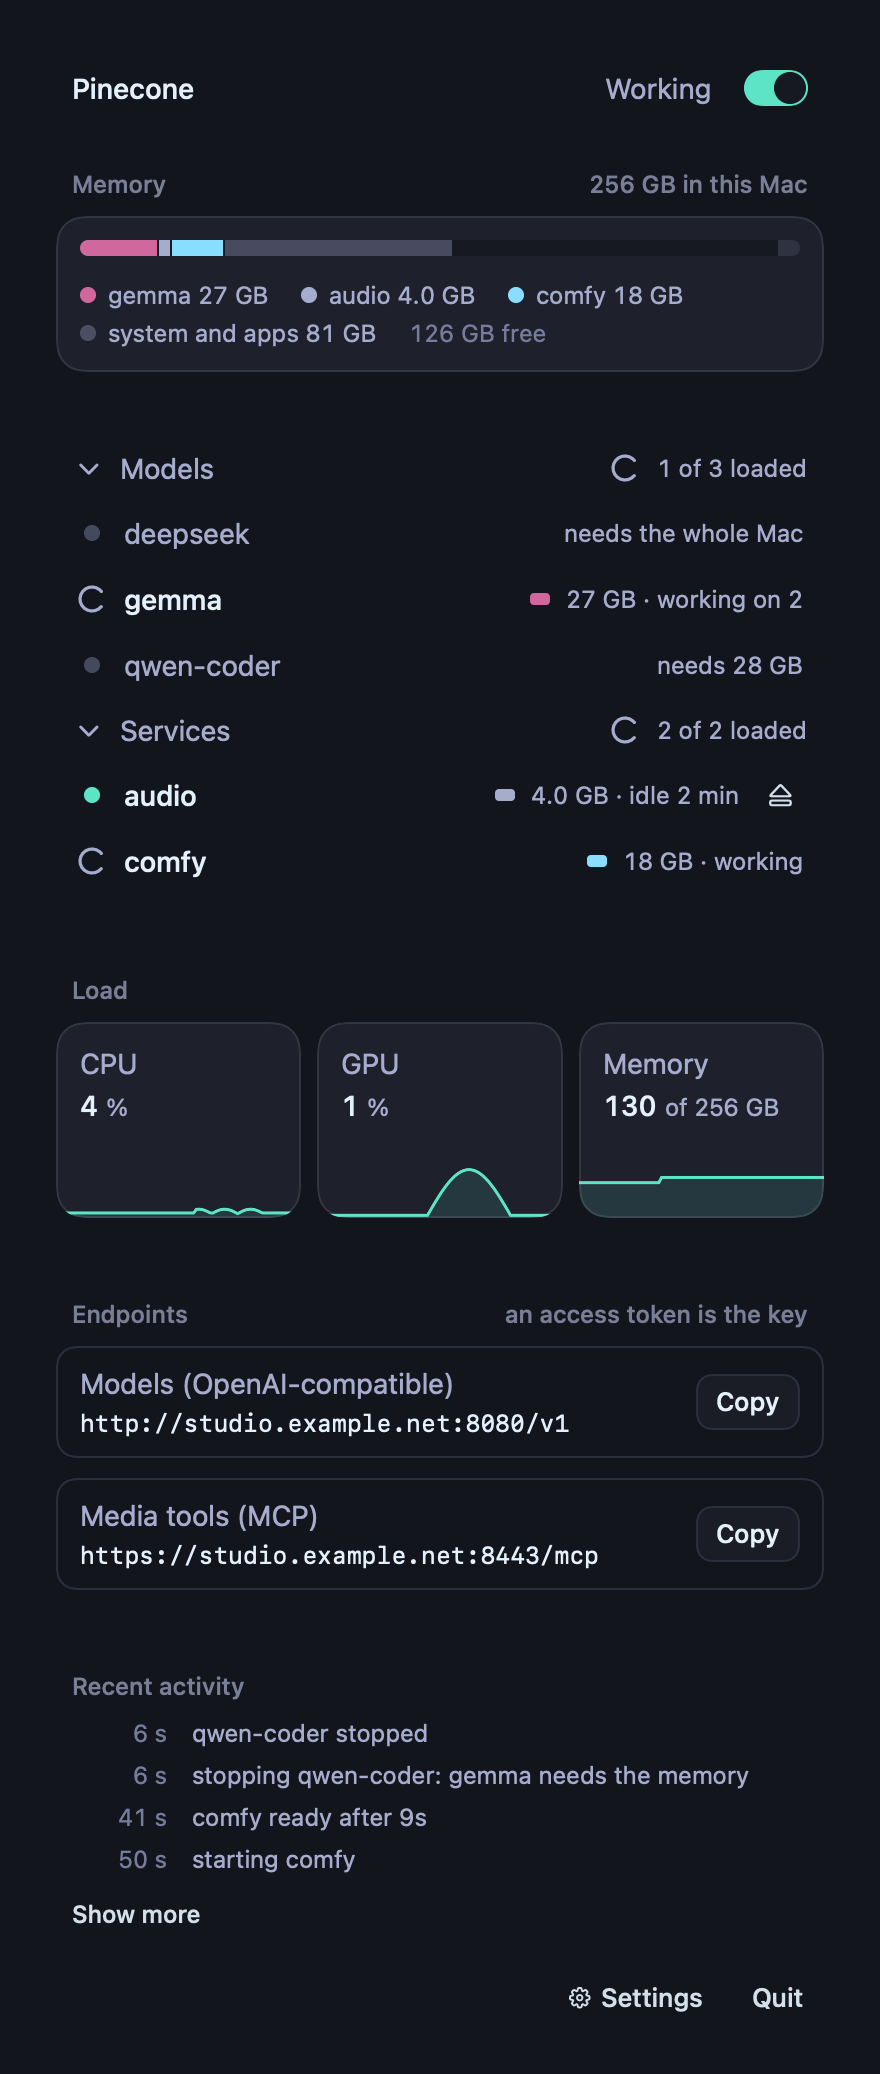 Pinecone Working
Memory 256 GB in this Mac
gemma 27 GB audio 4.0 GB comfy 18 GB
system and apps 81 GB 126 GB free
Models 1 of 3 loaded
deepseek needs the whole Mac
gemma 27 GB · working on 2
qwen-coder needs 28 GB
Services 2 of 2 loaded
audio 4.0 GB · idle 2 min
comfy 18 GB · working
Load
CPU GPU Memory
4 % 1 % 130 of 256 GB
Endpoints an access token is the key
Models (OpenAI-compatible)
http://studio.example.net:8080/v1
Copy
Media tools (MCP)
https://studio.example.net:8443/mcp
Copy
Recent activity
6 s qwen-coder stopped
6 s stopping qwen-coder: gemma needs the memory
41 s comfy ready after 9s
50 s starting comfy
Show more
Settings Quit